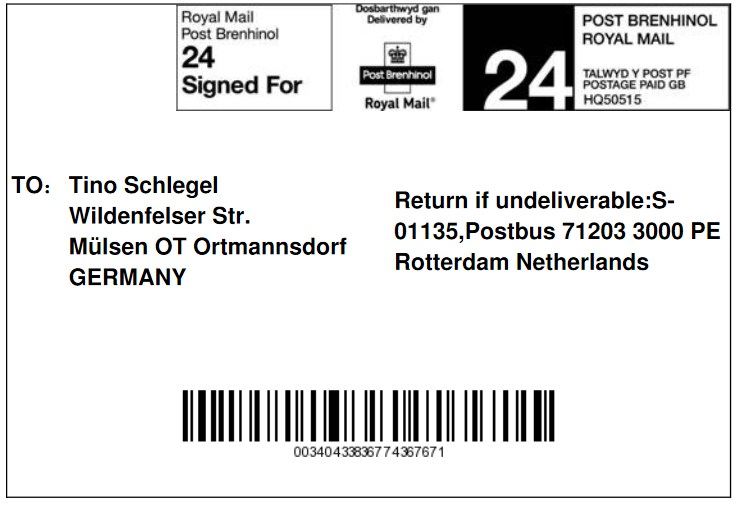 Royal Mail
Post Brenhinol
24
Signed For
Dosbarthwyd gan
Delivered by
Post Brenhinol
Royal Mail®
24
POST BRENHINOL
ROYAL MAIL
TALWYD Y POST PF
POSTAGE PAID GB
HQ50515
TO: Tino Schlegel
Wildenfelser Str.
Mülsen OT Ortmannsdorf
GERMANY
Return if undeliverable:S-
01135,Postbus 71203 3000 PE
Rotterdam Netherlands
00340433836774367671